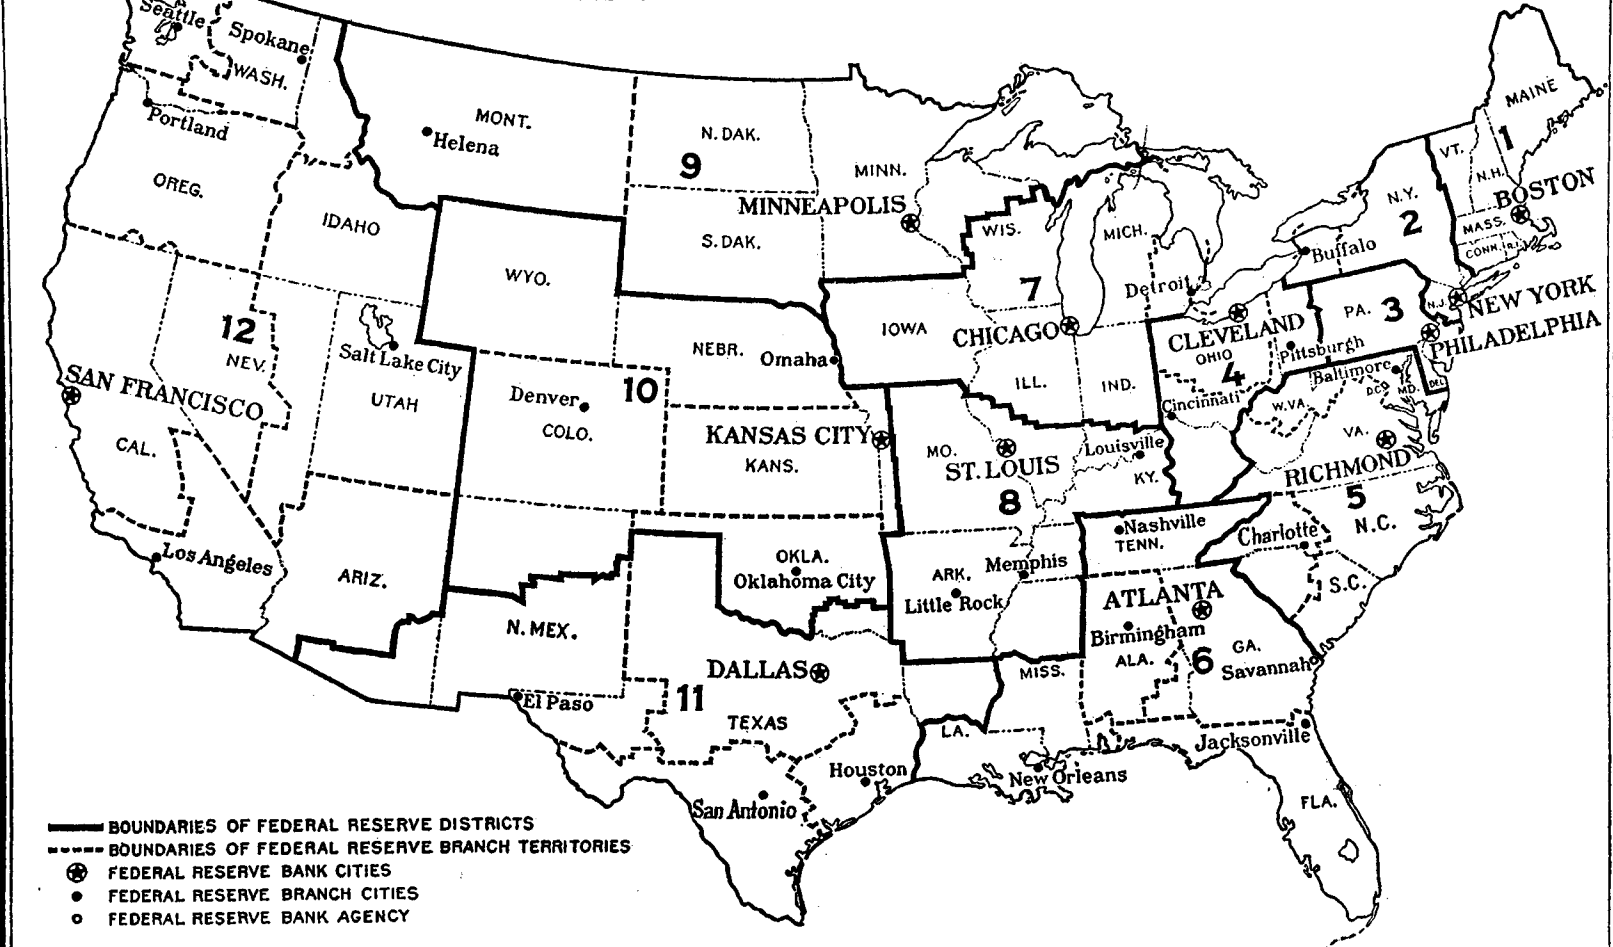 Seattle
Spokane
WASH.
Portland
OREG.
IDAHO
MONT.
Helena
N. DAK.
9
S. DAK.
MINN.
MINNEAPOLIS
WIS.
MICH.
7
Detroit
MAINE
1
VT.
N.H.
BOSTON
MASS.
CONN.
R.I.
N.Y.
2
Buffalo
NEW YORK
N.J.
PA.
3
PHILADELPHIA
Pittsburgh
CLEVELAND
OHIO
4
Cincinnati
Baltimore
D.C.
MD.
DEL.
W.VA.
VA.
RICHMOND
5
N.C.
Charlotte
S.C.
WYO.
NEBR.
Omaha
IOWA
CHICAGO
ILL.
IND.
12
NEV.
Salt Lake City
UTAH
SAN FRANCISCO
CAL.
Los Angeles
ARIZ.
Denver
COLO.
10
KANSAS CITY
KANS.
MO.
ST. LOUIS
8
Louisville
KY.
Nashville
TENN.
Memphis
ARK.
Little Rock
OKLA.
Oklahoma City
N. MEX.
El Paso
DALLAS
11
TEXAS
Houston
San Antonio
LA.
New Orleans
MISS.
ATLANTA
Birmingham
ALA.
6
GA.
Savannah
Jacksonville
FLA.
BOUNDARIES OF FEDERAL RESERVE DISTRICTS
BOUNDARIES OF FEDERAL RESERVE BRANCH TERRITORIES
FEDERAL RESERVE BANK CITIES
FEDERAL RESERVE BRANCH CITIES
FEDERAL RESERVE BANK AGENCY